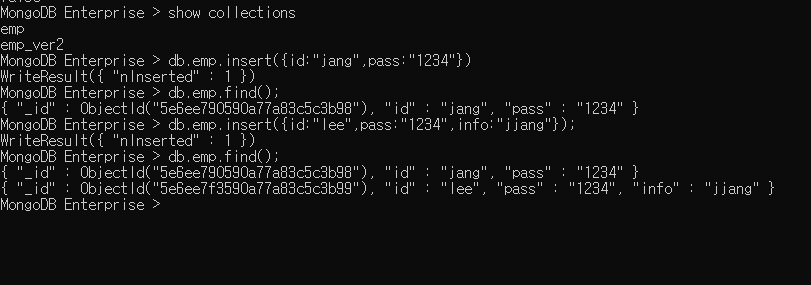 MongoDB Enterprise > show collections
emp
emp_ver2
MongoDB Enterprise > db.emp.insert({id:"jang",pass:"1234"})
WriteResult({ "nInserted" : 1 })
MongoDB Enterprise > db.emp.find();
{ "_id" : ObjectId("5e6ee790590a77a83c5c3b98"), "id" : "jang", "pass" : "1234" }
MongoDB Enterprise > db.emp.insert({id:"lee",pass:"1234",info:"jjang"});
WriteResult({ "nInserted" : 1 })
MongoDB Enterprise > db.emp.find();
{ "_id" : ObjectId("5e6ee790590a77a83c5c3b98"), "id" : "jang", "pass" : "1234" }
{ "_id" : ObjectId("5e6ee7f3590a77a83c5c3b99"), "id" : "lee", "pass" : "1234", "info" : "jjang" }
MongoDB Enterprise >